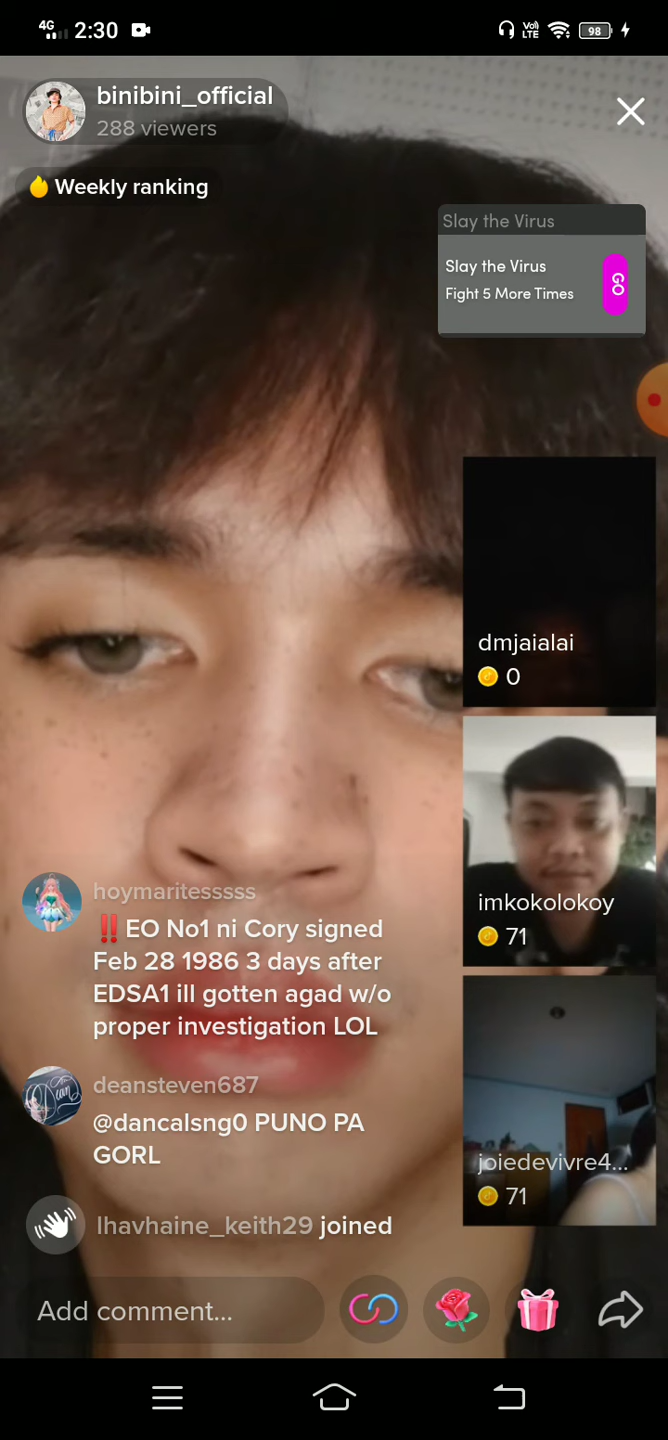 4G 2:30 Vol) LTE 98
binibini_official
288 viewers
Weekly ranking
Slay the Virus
Slay the Virus
Fight 5 More Times
GO
dmjaialai
0
imkokolokoy
71
hoymaritesssss
‼️EO No1 ni Cory signed
Feb 28 1986 3 days after
EDSA1 ill gotten agad w/o
proper investigation LOL
deansteven687
@dancalsng0 PUNO PA
GORL
joiedevivre4...
71
lhavhaine_keith29 joined
Add comment...